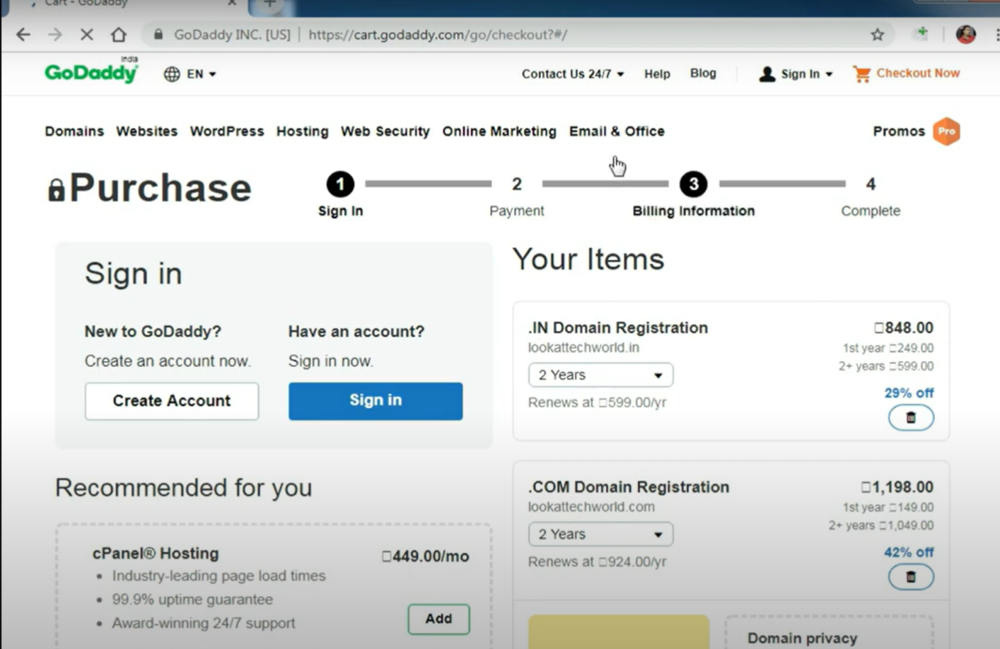 Cart - GoDaddy
GoDaddy INC. [US] | https://cart.godaddy.com/go/checkout?#/
India
GoDaddy
EN
Contact Us 24/7
Help
Blog
Sign In
Checkout Now
Domains Websites WordPress Hosting Web Security Online Marketing Email & Office
Promos
Pro
Purchase
1
2
3
4
Sign In
Payment
Billing Information
Complete
Sign in
New to GoDaddy?
Create an account now.
Create Account
Have an account?
Sign in now.
Sign in
Recommended for you
cPanel® Hosting
□449.00/mo
• Industry-leading page load times
• 99.9% uptime guarantee
• Award-winning 24/7 support
Add
Your Items
.IN Domain Registration
□848.00
lookattechworld.in
1st year □249.00
2 Years
2+ years □599.00
29% off
Renews at □599.00/yr
.COM Domain Registration
□1,198.00
lookattechworld.com
1st year □149.00
2 Years
2+ years □1,049.00
42% off
Renews at □924.00/yr
Domain privacy